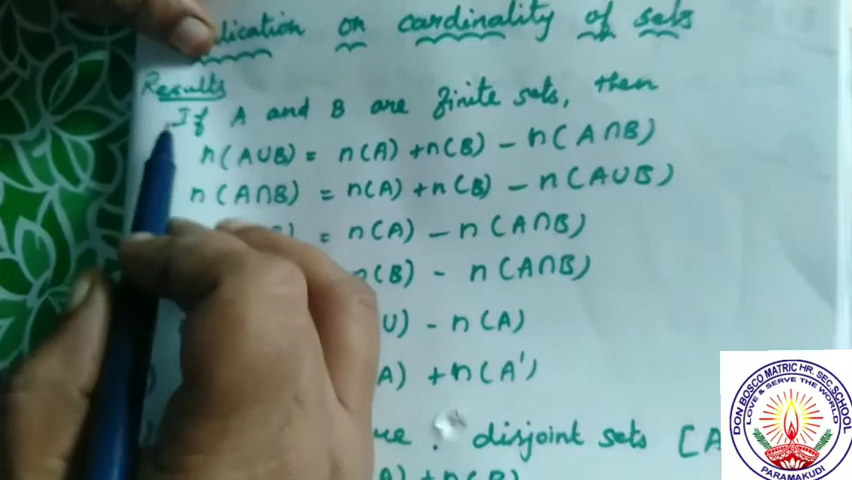 on cardinality of sets
Results
If A and B are finite sets, then
n(A∪B) = n(A) + n(B) - n(A∩B)
n(A∩B) = n(A) + n(B) - n(A∪B)
) = n(A) - n(A∩B)
n(B) - n(A∩B)
U) - n(A)
A) + n(A')
disjoint sets [A
A) + n(B)
DON BOSCO MATRIC HR. SEC. SCHOOL
LOVE & SERVE THE WORLD
PARAMAKUDI